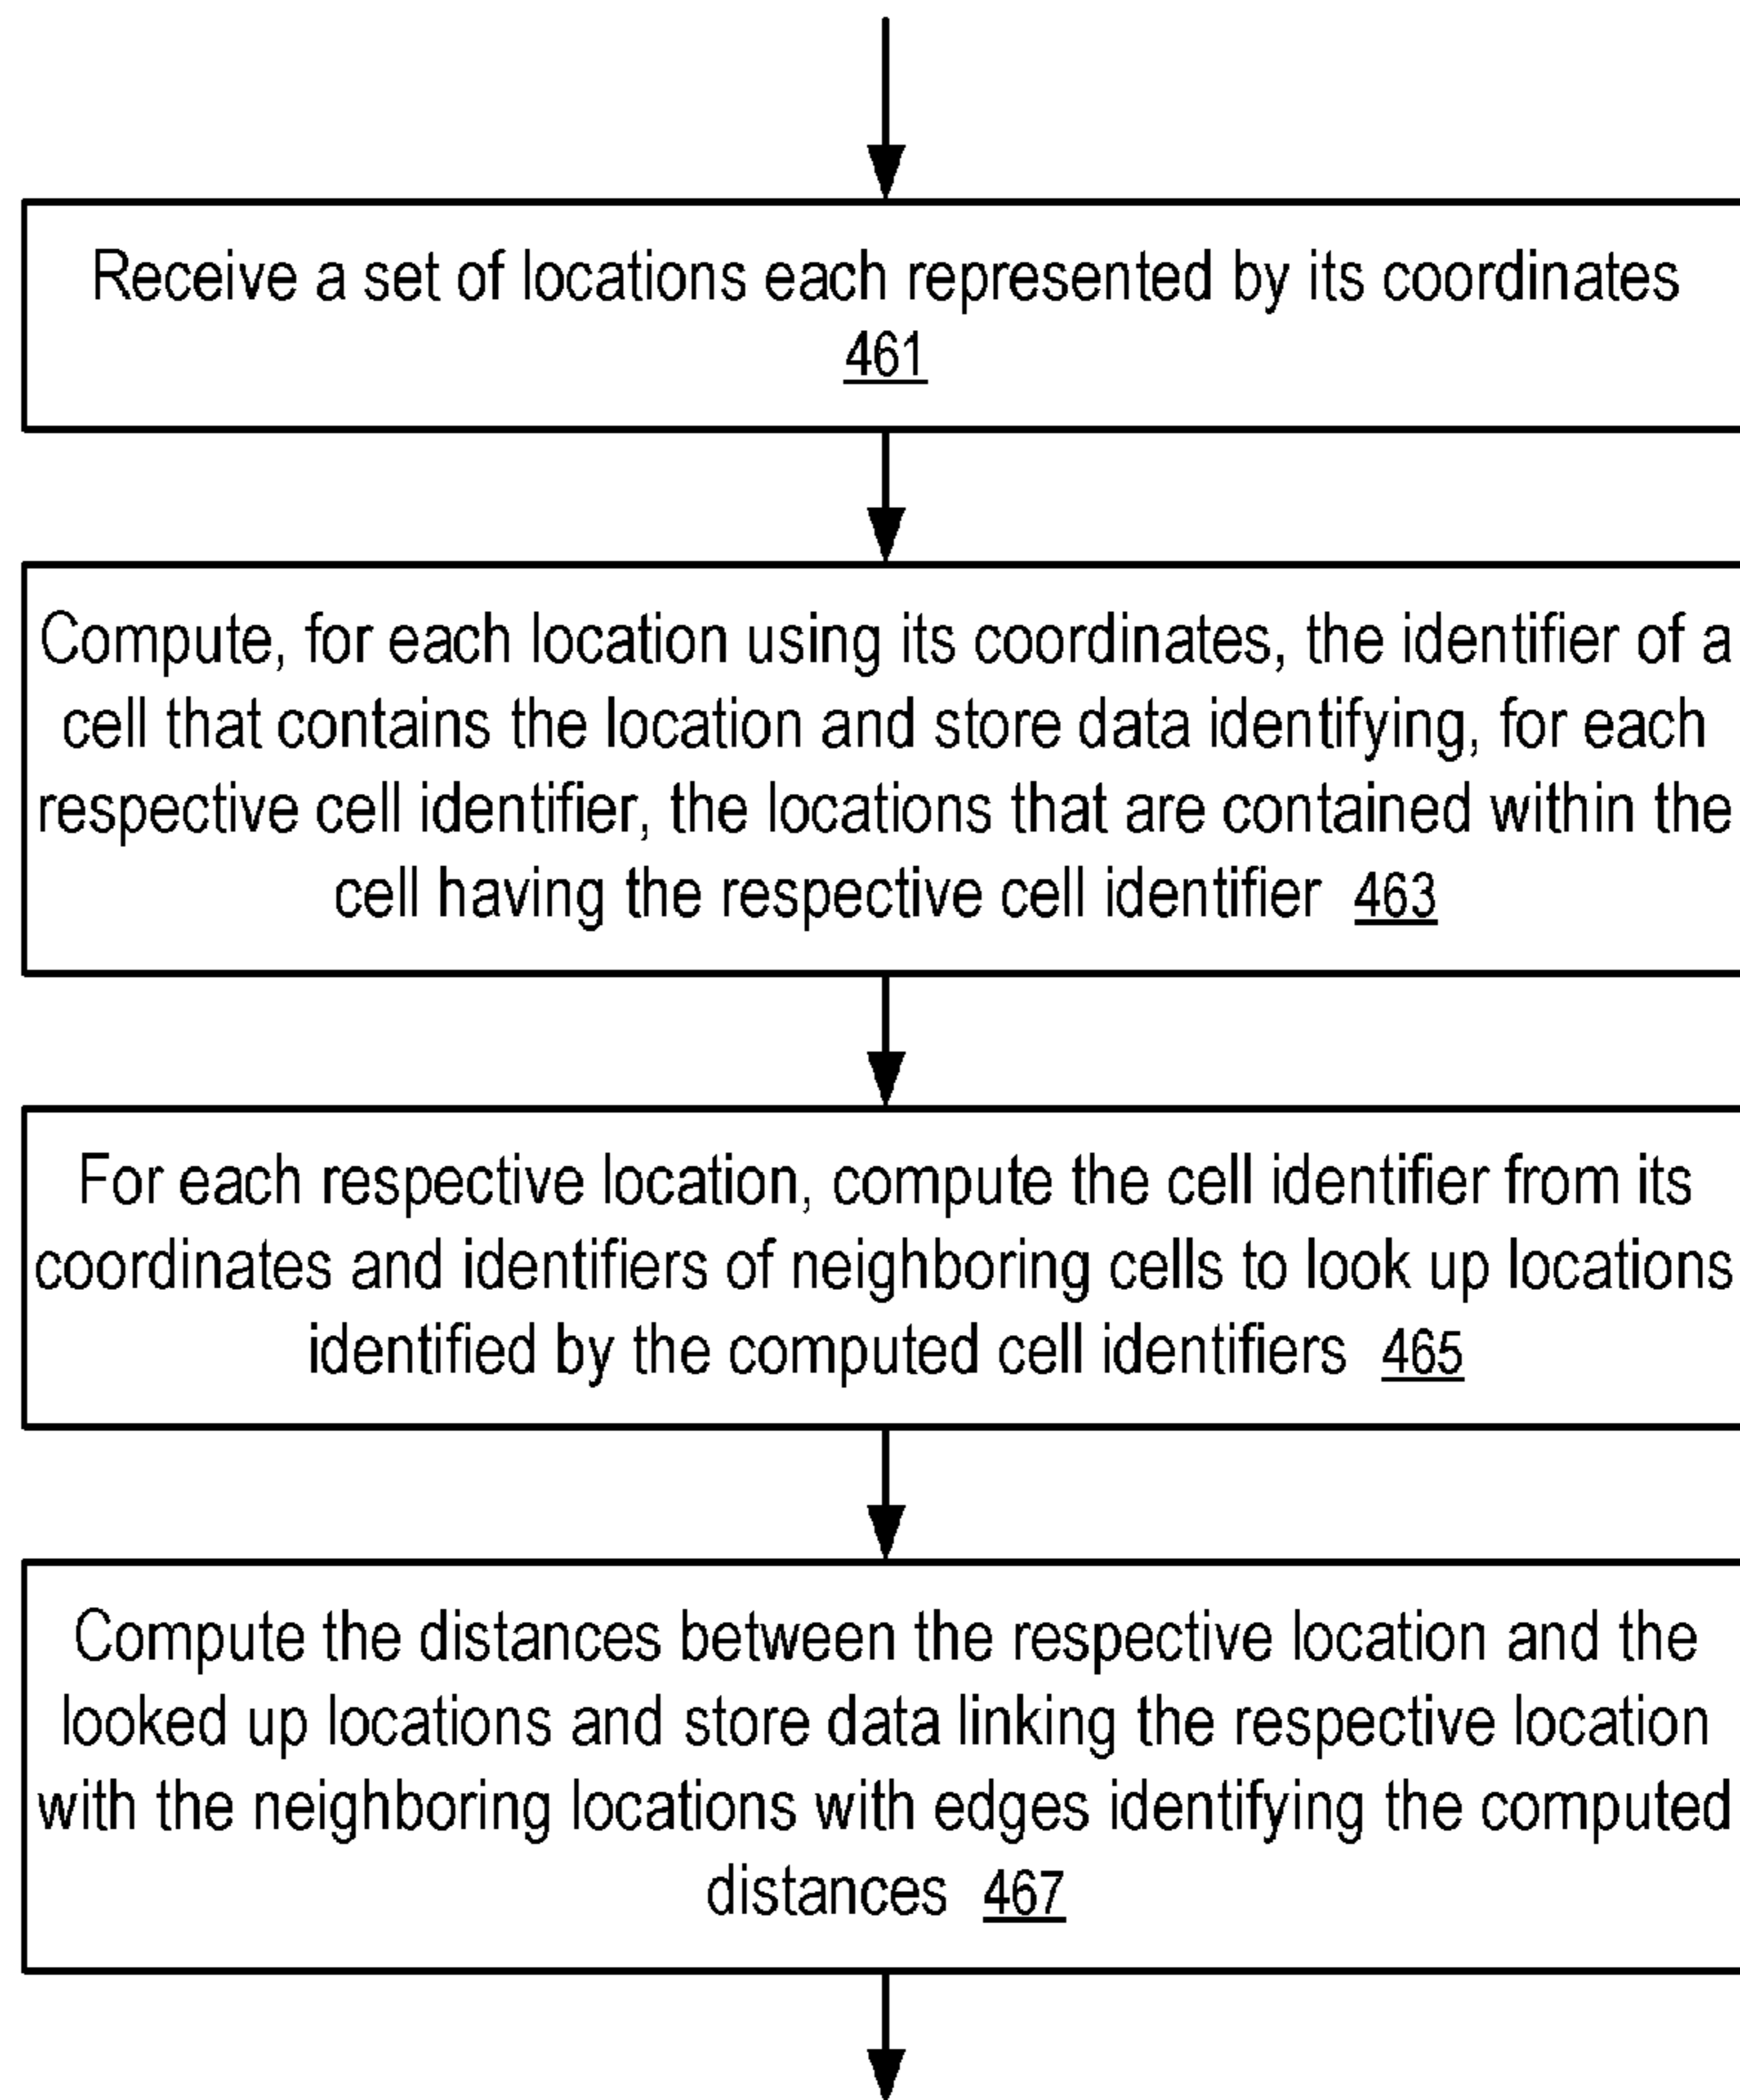 Receive a set of locations each represented by its coordinates
461
Compute, for each location using its coordinates, the identifier of a
cell that contains the location and store data identifying, for each
respective cell identifier, the locations that are contained within the
cell having the respective cell identifier 463
For each respective location, compute the cell identifier from its
coordinates and identifiers of neighboring cells to look up locations
identified by the computed cell identifiers 465
Compute the distances between the respective location and the
looked up locations and store data linking the respective location
with the neighboring locations with edges identifying the computed
distances 467